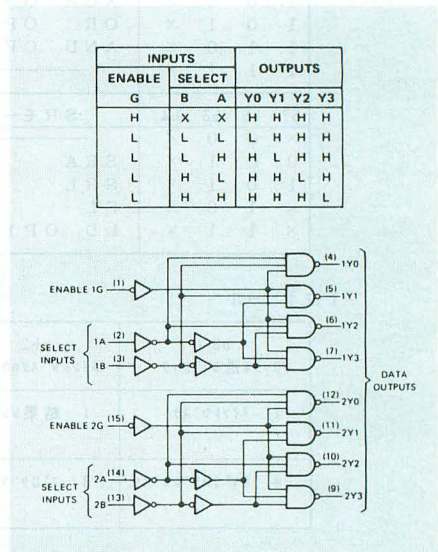 INPUTS OUTPUTS
ENABLE SELECT
G B A Y0 Y1 Y2 Y3
H X X H H H H
L L L L H H H
L L H H L H H
L H L H H L H
L H H H H H L
(4) 1Y0
ENABLE 1G (1)
(5) 1Y1
(6) 1Y2
SELECT INPUTS
1A (2)
1B (3)
(7) 1Y3
DATA OUTPUTS
(12) 2Y0
ENABLE 2G (15)
(11) 2Y1
(10) 2Y2
SELECT INPUTS
2A (14)
2B (13)
(9) 2Y3